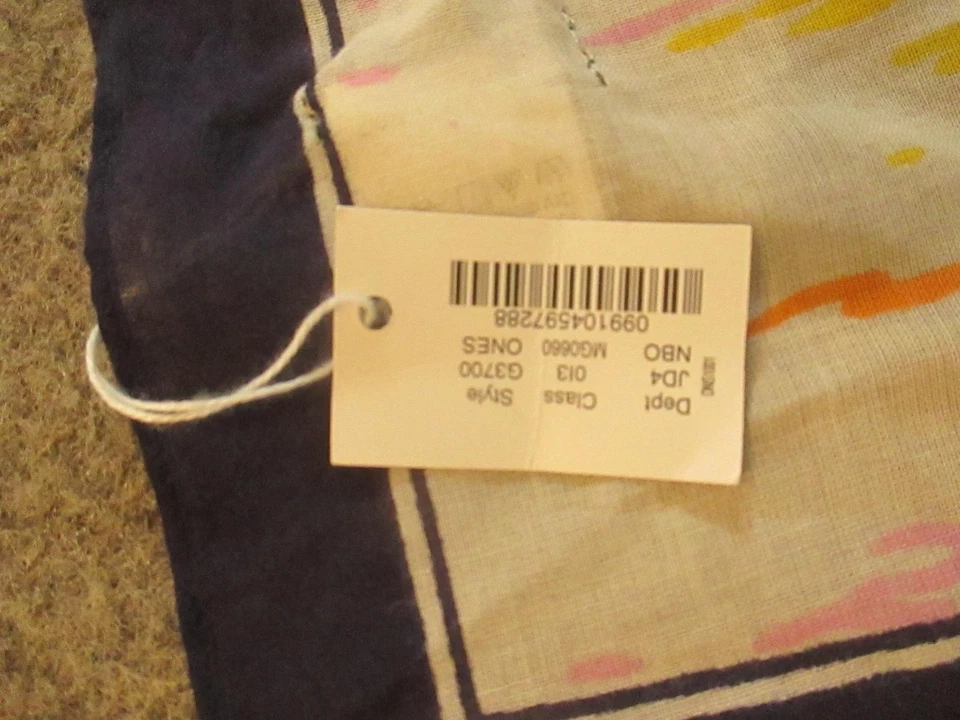 Dept Class Style
JD4 013 G3700
NBO MG0660 ONES
099104597288